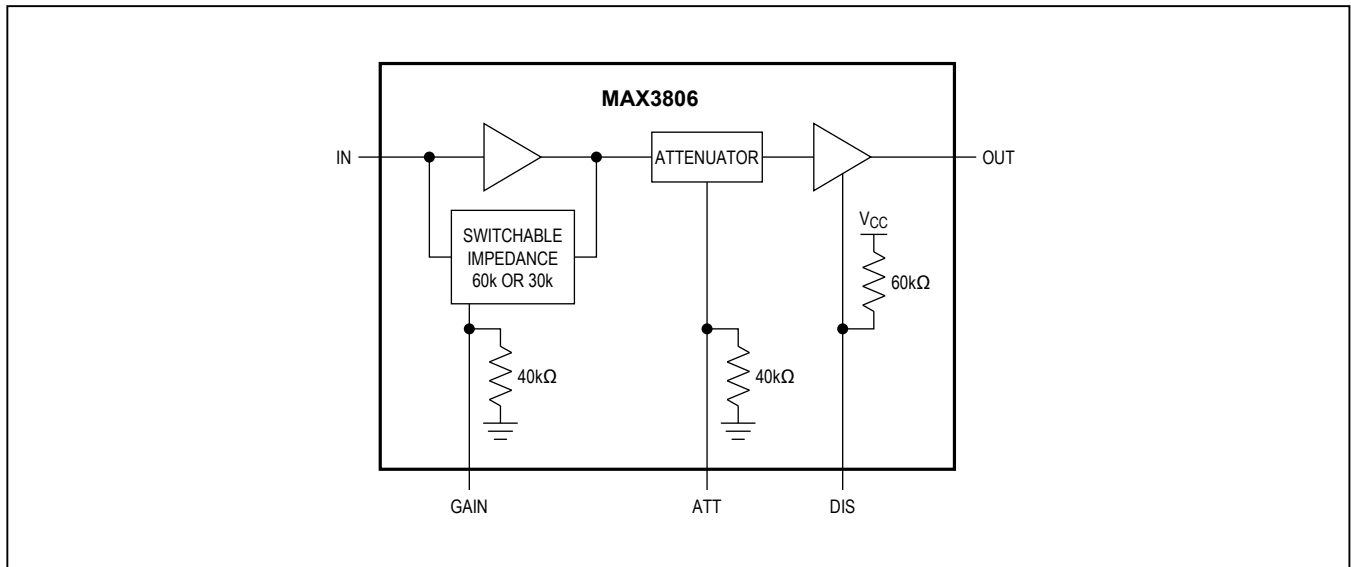 MAX3806
IN
ATTENUATOR
OUT
VCC
SWITCHABLE
IMPEDANCE
60k OR 30k
60kΩ
40kΩ
40kΩ
GAIN
ATT
DIS